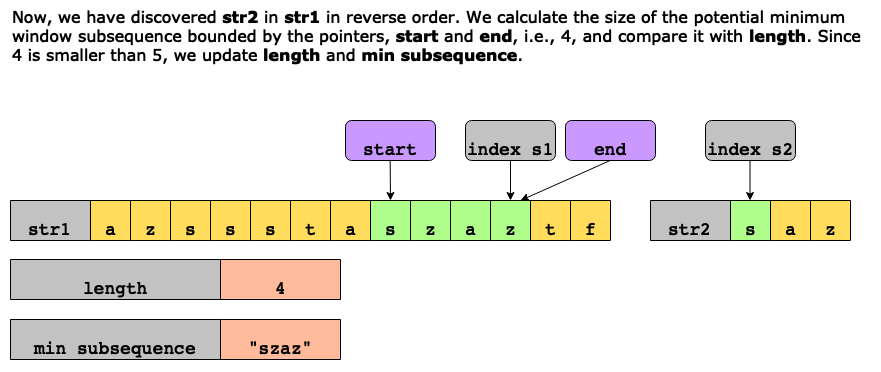 Now, we have discovered str2 in str1 in reverse order. We calculate the size of the potential minimum
window subsequence bounded by the pointers, start and end, i.e., 4, and compare it with length. Since
4 is smaller than 5, we update length and min subsequence.
start index s1 end index s2
str1 a z s s s t a s z a z t f str2 s a z
length 4
min subsequence "szaz"